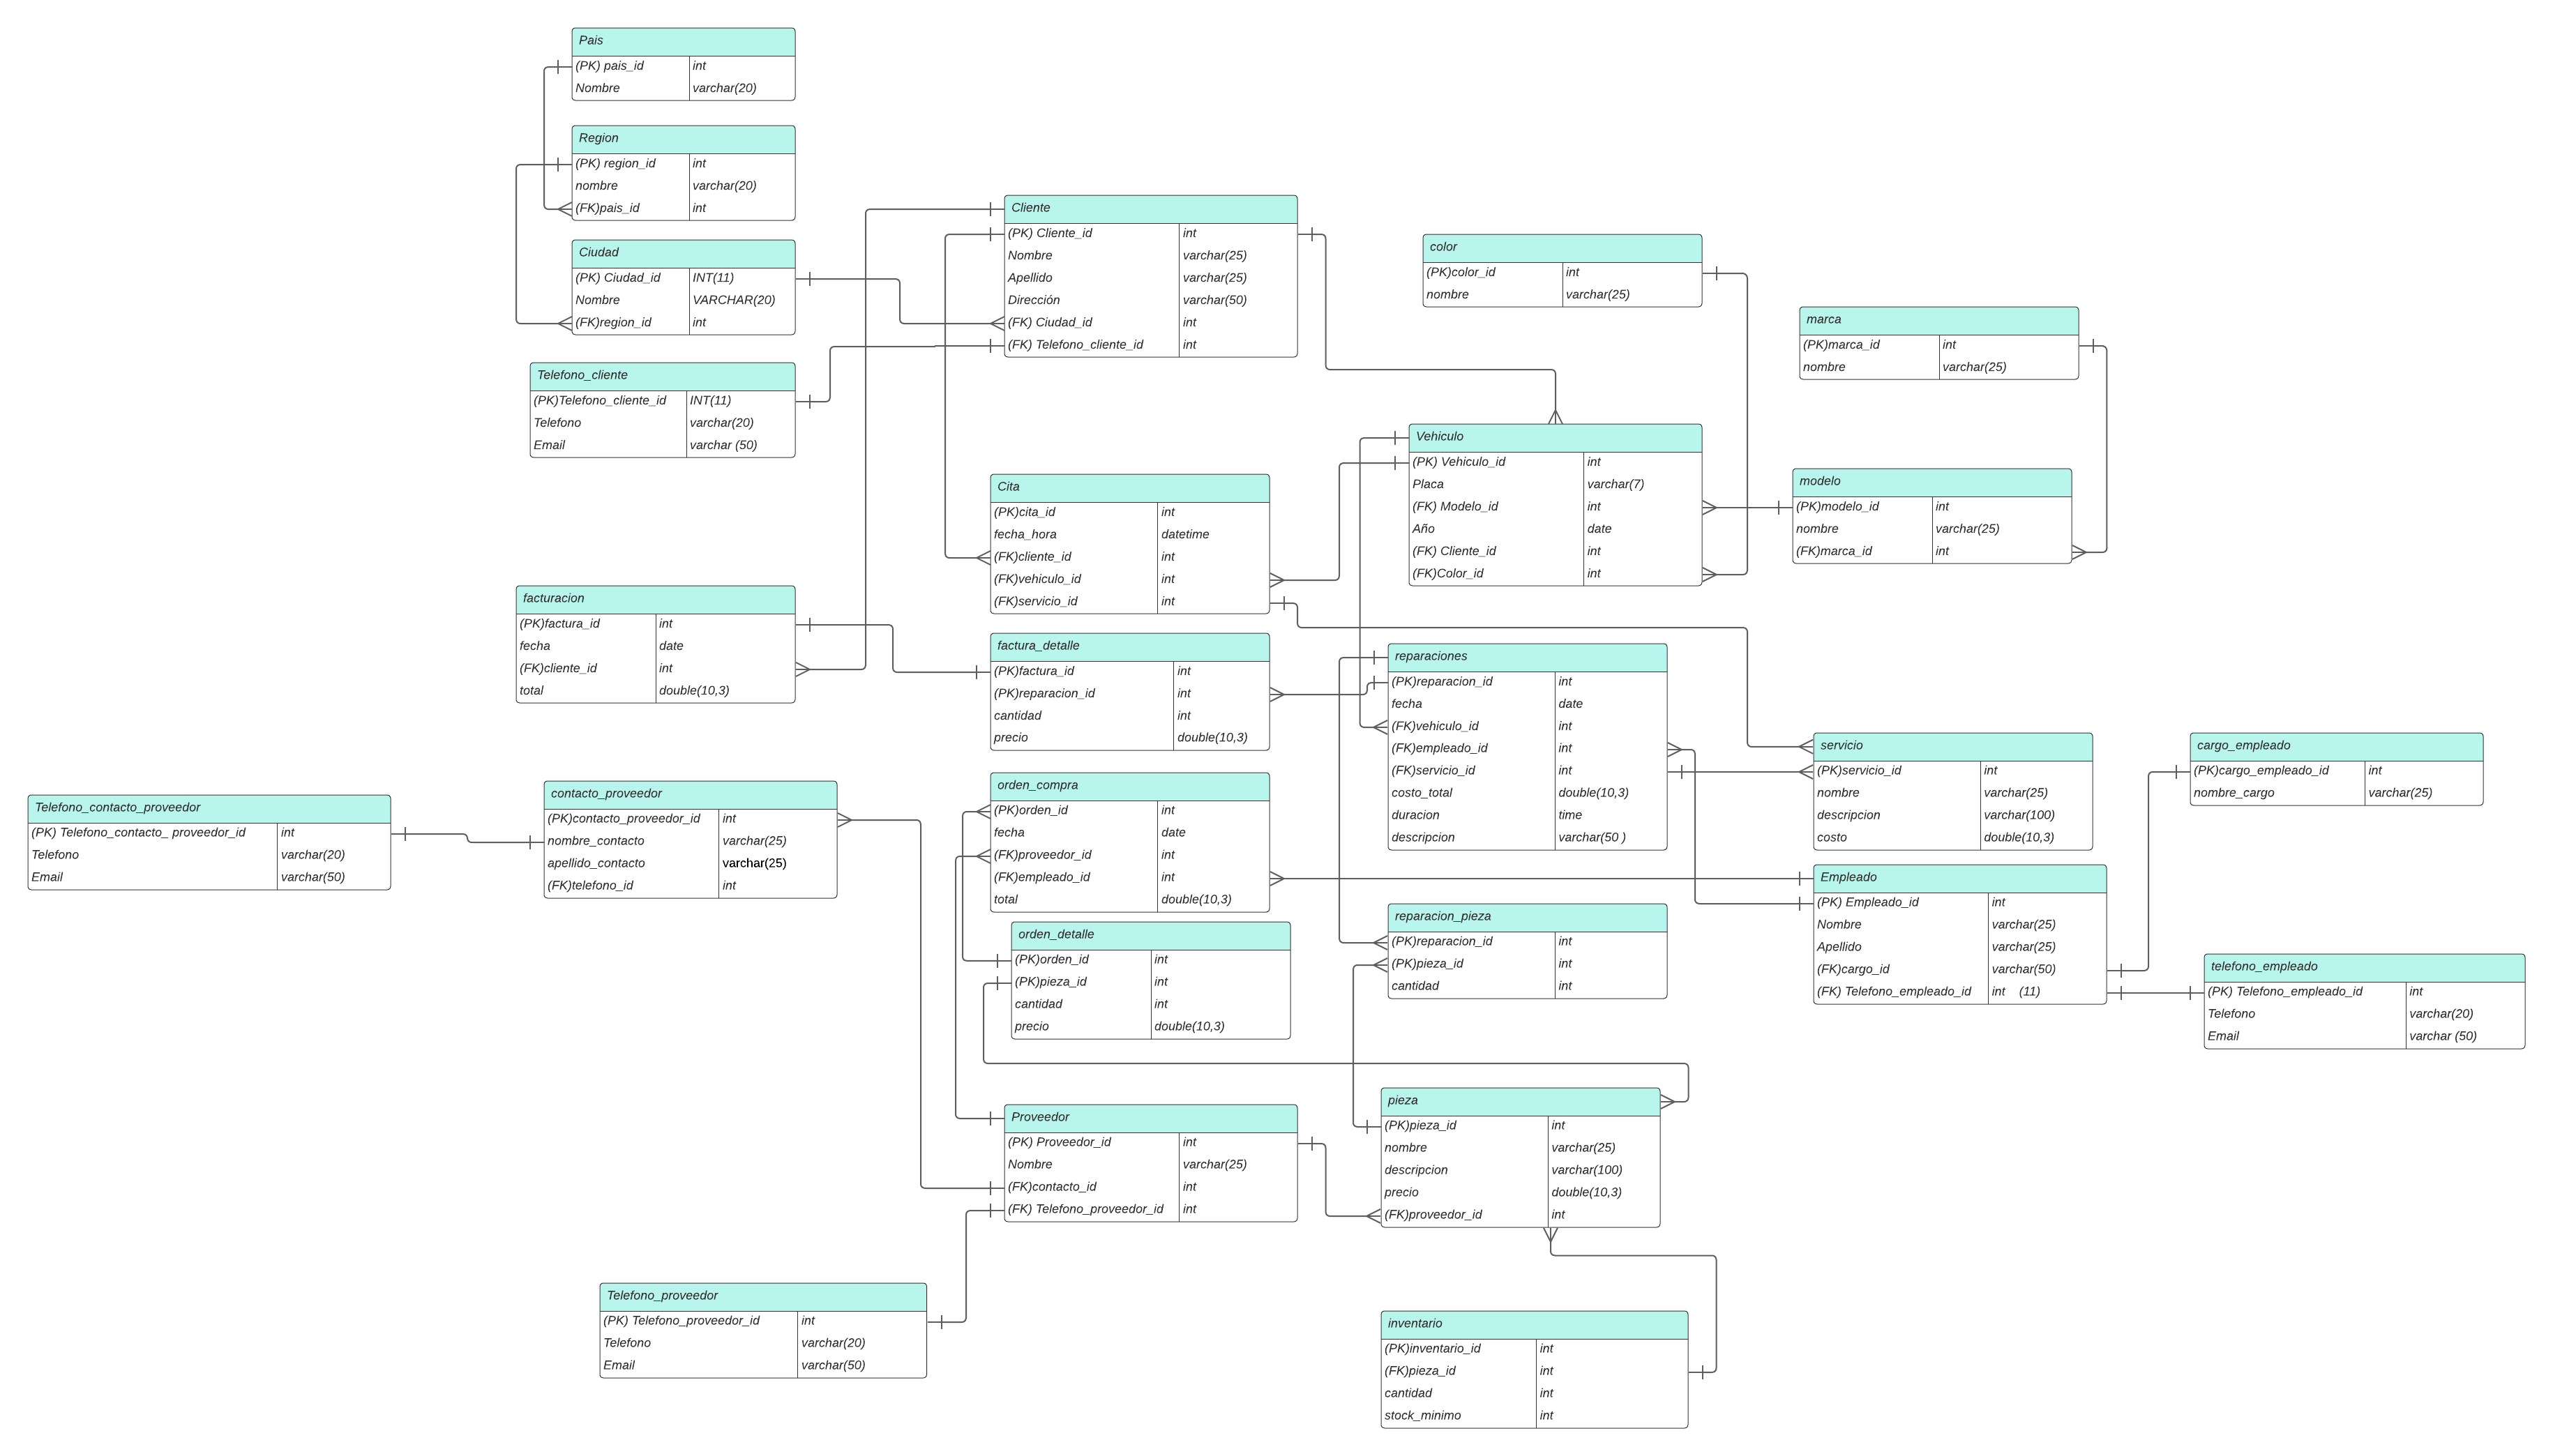 Pais
(PK) pais_id int
Nombre varchar(20)
Region
(PK) region_id int
nombre varchar(20)
(FK)pais_id int
Ciudad
(PK) Ciudad_id INT(11)
Nombre VARCHAR(20)
(FK)region_id int
Telefono_cliente
(PK)Telefono_cliente_id INT(11)
Telefono varchar(20)
Email varchar (50)
Cliente
(PK) Cliente_id int
Nombre varchar(25)
Apellido varchar(25)
Dirección varchar(50)
(FK) Ciudad_id int
(FK) Telefono_cliente_id int
color
(PK)color_id int
nombre varchar(25)
marca
(PK)marca_id int
nombre varchar(25)
Vehiculo
(PK) Vehiculo_id int
Placa varchar(7)
(FK) Modelo_id int
Año date
(FK) Cliente_id int
(FK)Color_id int
modelo
(PK)modelo_id int
nombre varchar(25)
(FK)marca_id int
Cita
(PK)cita_id int
fecha_hora datetime
(FK)cliente_id int
(FK)vehiculo_id int
(FK)servicio_id int
facturacion
(PK)factura_id int
fecha date
(FK)cliente_id int
total double(10,3)
factura_detalle
(PK)factura_id int
(PK)reparacion_id int
cantidad int
precio double(10,3)
reparaciones
(PK)reparacion_id int
fecha date
(FK)vehiculo_id int
(FK)empleado_id int
(FK)servicio_id int
costo_total double(10,3)
duracion time
descripcion varchar(50 )
servicio
(PK)servicio_id int
nombre varchar(25)
descripcion varchar(100)
costo double(10,3)
cargo_empleado
(PK)cargo_empleado_id int
nombre_cargo varchar(25)
Telefono_contacto_proveedor
(PK) Telefono_contacto_ proveedor_id int
Telefono varchar(20)
Email varchar(50)
contacto_proveedor
(PK)contacto_proveedor_id int
nombre_contacto varchar(25)
apellido_contacto varchar(25)
(FK)telefono_id int
orden_compra
(PK)orden_id int
fecha date
(FK)proveedor_id int
(FK)empleado_id int
total double(10,3)
orden_detalle
(PK)orden_id int
(PK)pieza_id int
cantidad int
precio double(10,3)
reparacion_pieza
(PK)reparacion_id int
(PK)pieza_id int
cantidad int
Empleado
(PK) Empleado_id int
Nombre varchar(25)
Apellido varchar(25)
(FK)cargo_id varchar(50)
(FK) Telefono_empleado_id int (11)
telefono_empleado
(PK) Telefono_empleado_id int
Telefono varchar(20)
Email varchar (50)
Proveedor
(PK) Proveedor_id int
Nombre varchar(25)
(FK)contacto_id int
(FK) Telefono_proveedor_id int
pieza
(PK)pieza_id int
nombre varchar(25)
descripcion varchar(100)
precio double(10,3)
(FK)proveedor_id int
Telefono_proveedor
(PK) Telefono_proveedor_id int
Telefono varchar(20)
Email varchar(50)
inventario
(PK)inventario_id int
(FK)pieza_id int
cantidad int
stock_minimo int